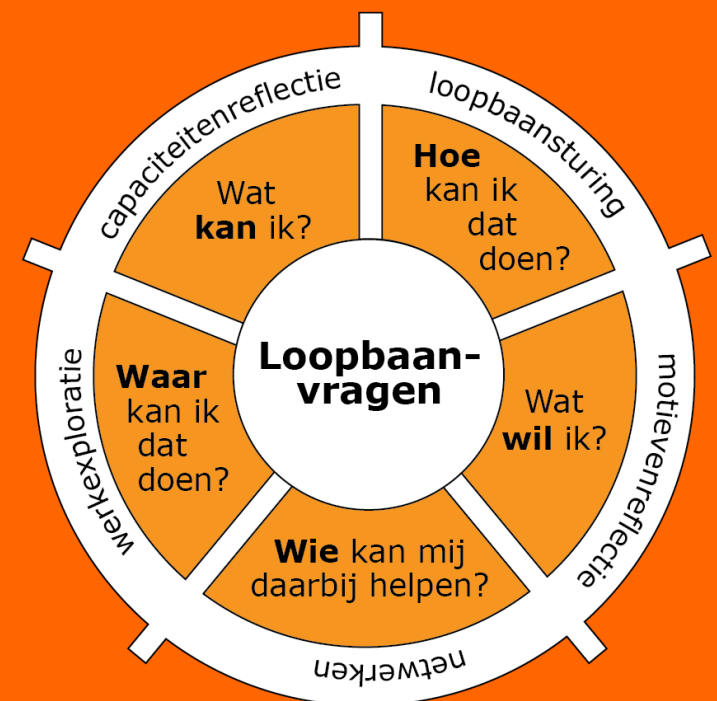 capaciteitenreflectie
loopbaansturing
motievenreflectie
netwerken
werkexploratie
Wat
kan ik?
Hoe
kan ik
dat
doen?
Wat
wil ik?
Wie kan mij
daarbij helpen?
Waar
kan ik
dat
doen?
Loopbaan-
vragen